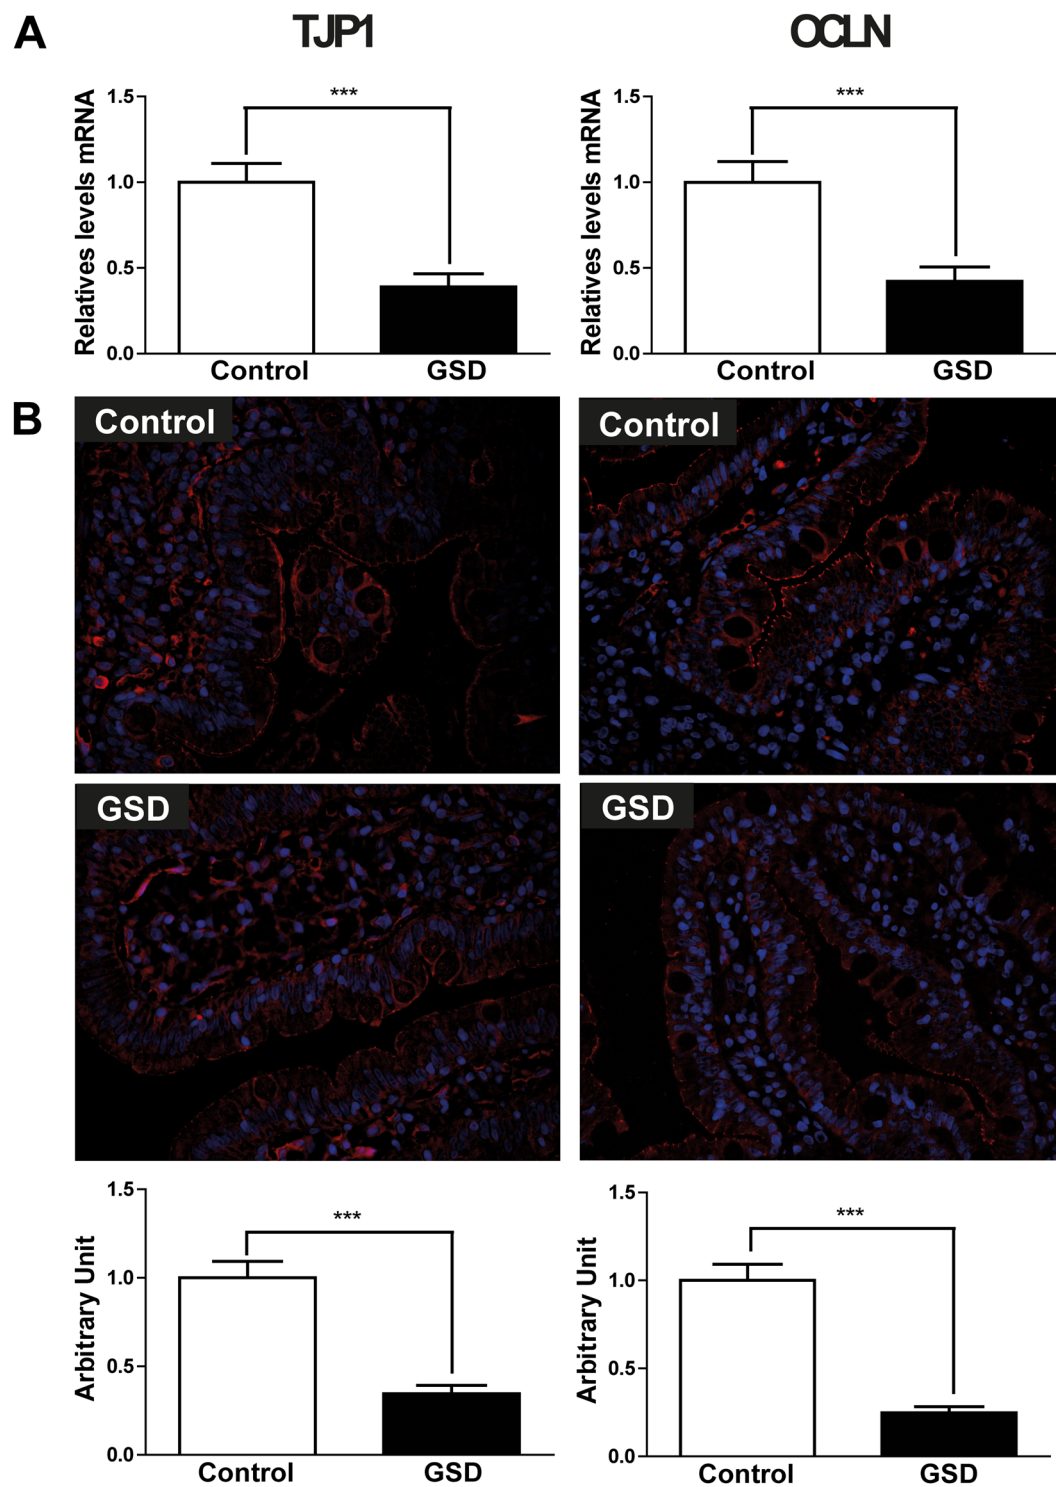 A
TJP1
OCLN
Relatives levels mRNA
1.5
1.0
0.5
0.0
***
Control
GSD
Relatives levels mRNA
1.5
1.0
0.5
0.0
***
Control
GSD
B
Control
Control
GSD
GSD
Arbitrary Unit
1.5
1.0
0.5
0.0
***
Control
GSD
Arbitrary Unit
1.5
1.0
0.5
0.0
***
Control
GSD